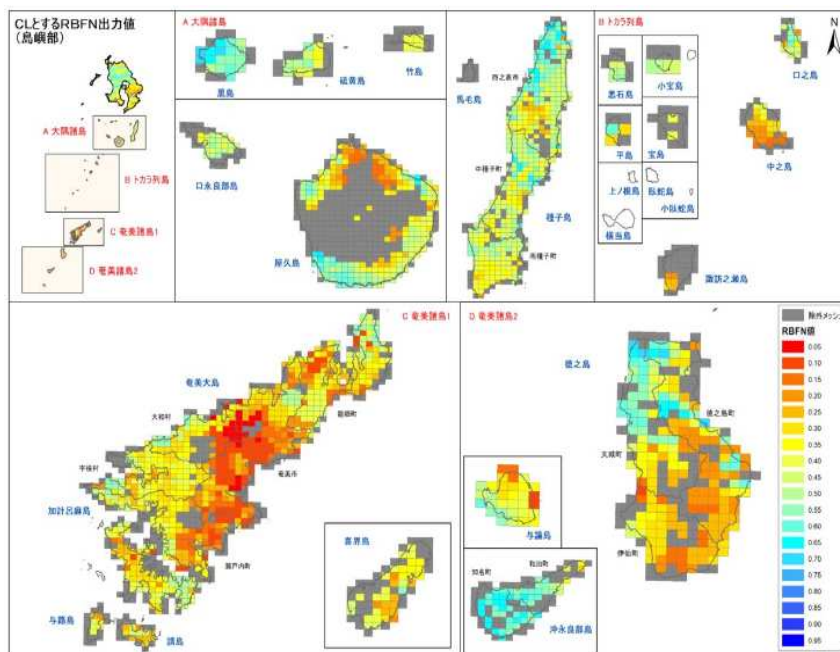 CLとするRBFN出力値
(島嶼部)
A 大隅諸島
B トカラ列島
C 奄美諸島1
D 奄美諸島2
A 大隅諸島
黒島
硫黄島
竹島
口永良部島
屋久島
馬毛島
西之表市
中種子町
種子島
南種子町
B トカラ列島
N
悪石島
小宝島
口之島
平島
宝島
中之島
上ノ根島
臥蛇島
小臥蛇島
横当島
諏訪之瀬島
C 奄美諸島1
奄美大島
龍郷町
大和村
奄美市
宇検村
加計呂麻島
瀬戸内町
与路島
請島
喜界島
D 奄美諸島2
徳之島
徳之島町
天城町
伊仙町
与論島
知名町
和泊町
沖永良部島
除外メッシュ
RBFN値
0.05
0.10
0.15
0.20
0.25
0.30
0.35
0.40
0.45
0.50
0.55
0.60
0.65
0.70
0.75
0.80
0.85
0.90
0.95